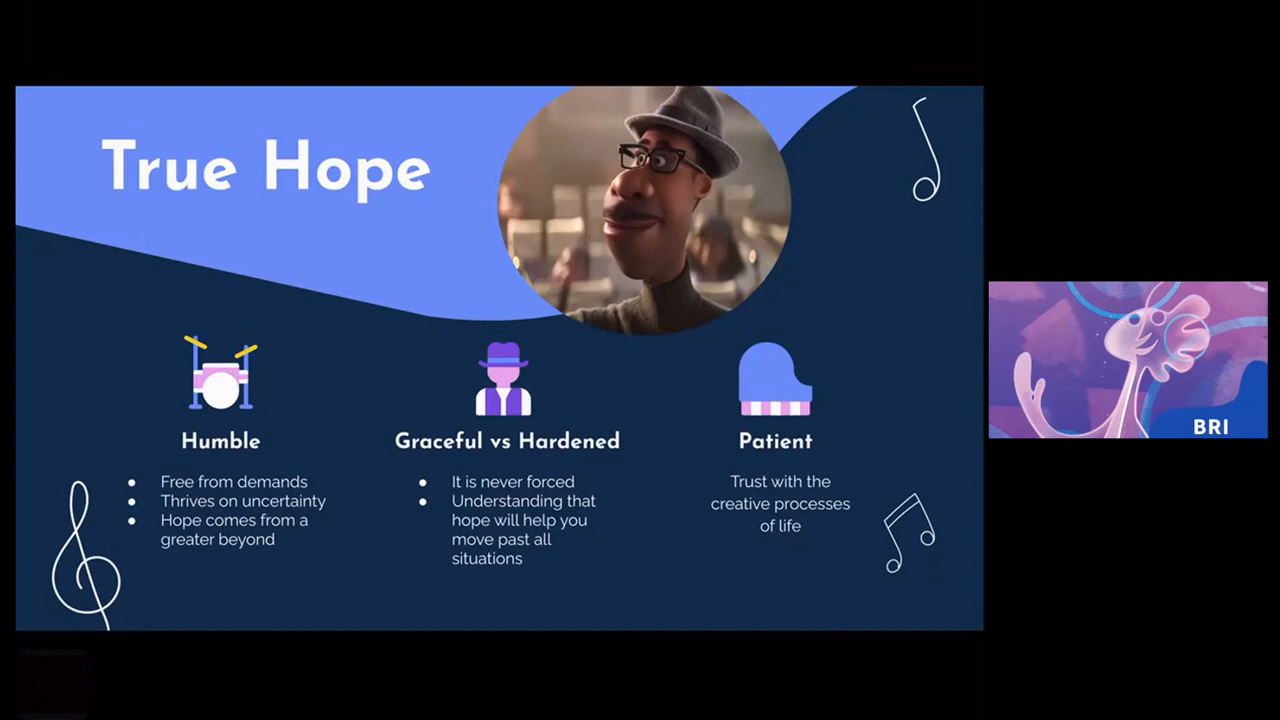 True Hope
Humble
Free from demands
Thrives on uncertainty
Hope comes from a
greater beyond
Graceful vs Hardened
It is never forced
Understanding that
hope will help you
move past all
situations
Patient
Trust with the
creative processes
of life
BRI